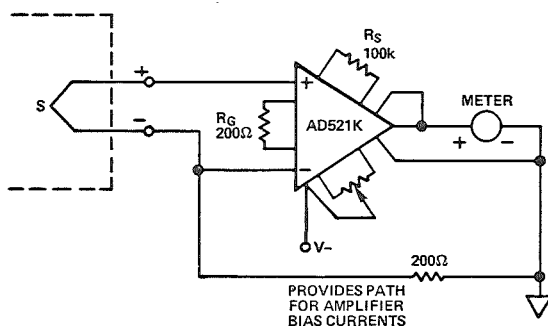 RS
100k
S
+
−
+
RG
200Ω
AD521K
−
METER
+ −
V−
200Ω
PROVIDES PATH
FOR AMPLIFIER
BIAS CURRENTS